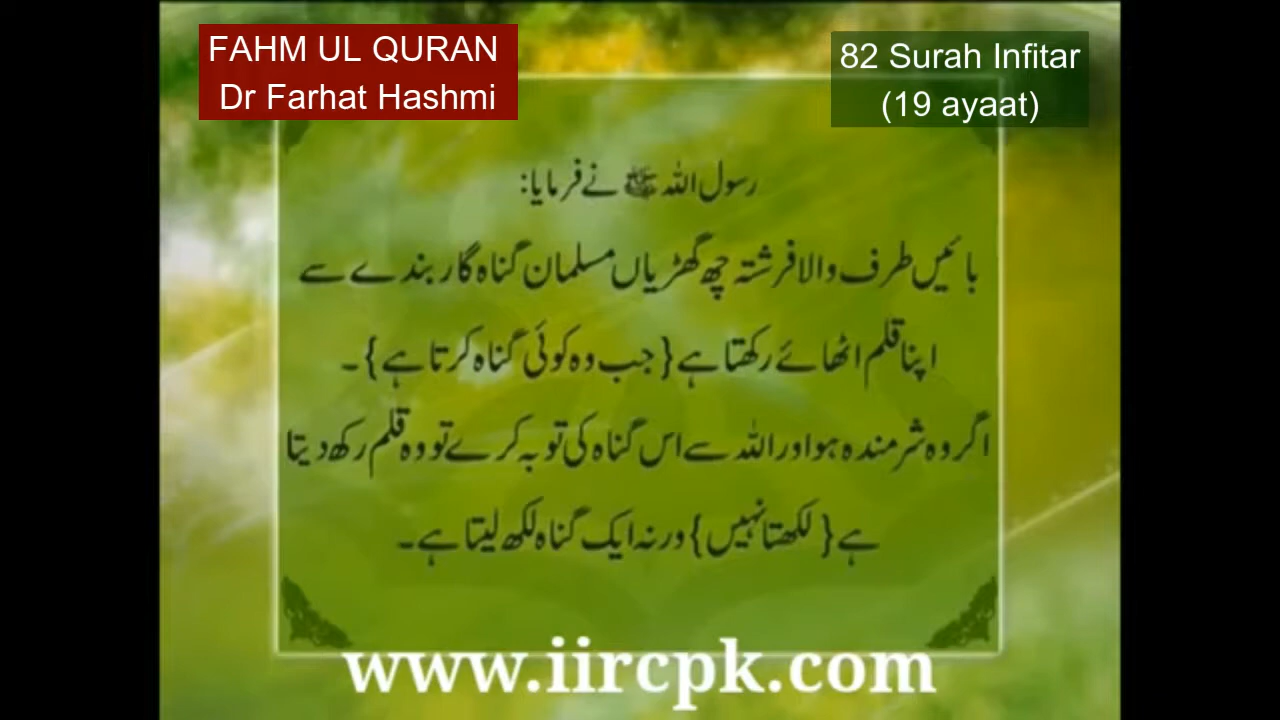 FAHM UL QURAN
Dr Farhat Hashmi
82 Surah Infitar
(19 ayaat)
رسول اللہ ﷺ نے فرمایا:
بائیں طرف والا فرشتہ چھ گھڑیاں مسلمان گناہ گار بندے سے
اپنا قلم اٹھائے رکھتا ہے {جب وہ کوئی گناہ کرتا ہے}۔
اگر وہ شرمندہ ہو اور اللہ سے اس گناہ کی توبہ کرے تو وہ قلم رکھ دیتا
ہے {لکھتا نہیں} ورنہ ایک گناہ لکھ لیتا ہے۔
www.iircpk.com